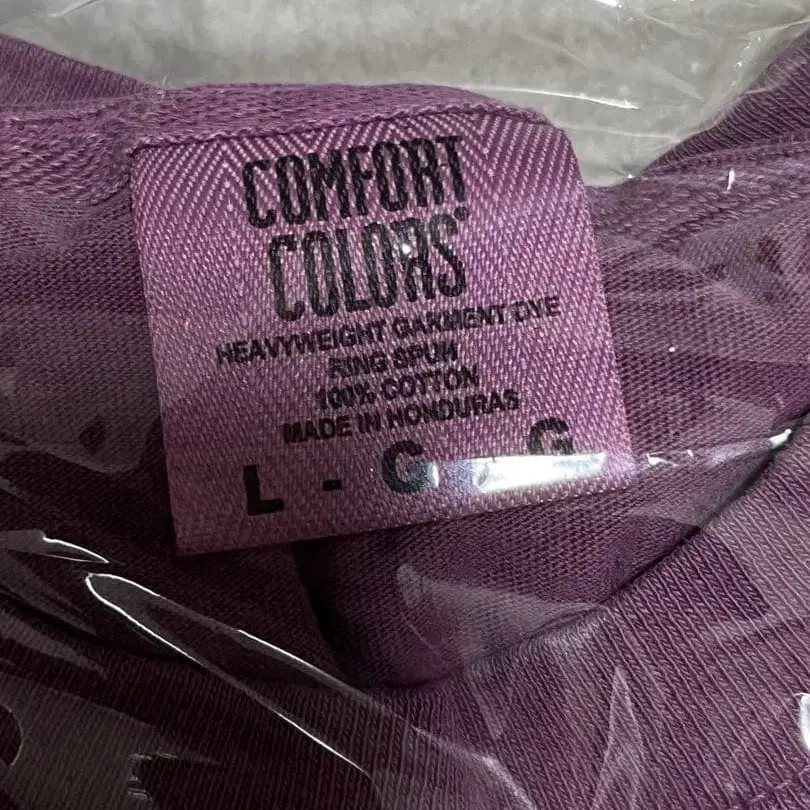 COMFORT
COLORS®
HEAVYWEIGHT GARMENT DYE
RING SPUN
100% COTTON
MADE IN HONDURAS
L - G G